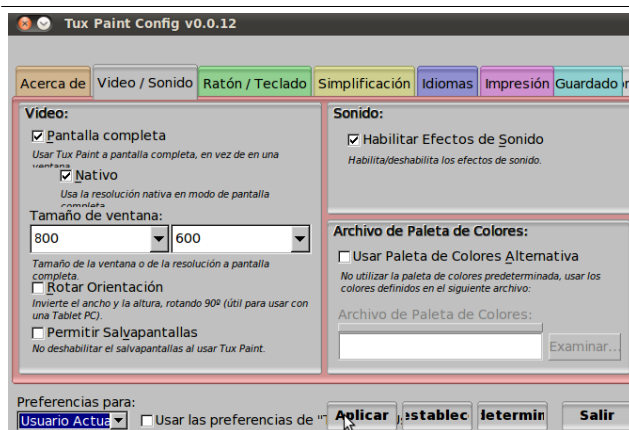 Tux Paint Config v0.0.12
Acerca de Video / Sonido Ratón / Teclado Simplificación Idiomas Impresión Guardado
Video:
Pantalla completa
Usar Tux Paint a pantalla completa, en vez de en una
ventana.
Nativo
Usa la resolución nativa en modo de pantalla
completa.
Tamaño de ventana:
800 600
Tamaño de la ventana o de la resolución a pantalla
completa.
Rotar Orientación
Invierte el ancho y la altura, rotando 90º (útil para usar con
una Tablet PC).
Permitir Salvapantallas
No deshabilitar el salvapantallas al usar Tux Paint.
Sonido:
Habilitar Efectos de Sonido
Habilita/deshabilita los efectos de sonido.
Archivo de Paleta de Colores:
Usar Paleta de Colores Alternativa
No utilizar la paleta de colores predeterminada, usar los
colores definidos en el siguiente archivo:
Archivo de Paleta de Colores:
Examinar...
Preferencias para:
Usuario Actua Usar las preferencias de "T
Aplicar establec determin Salir